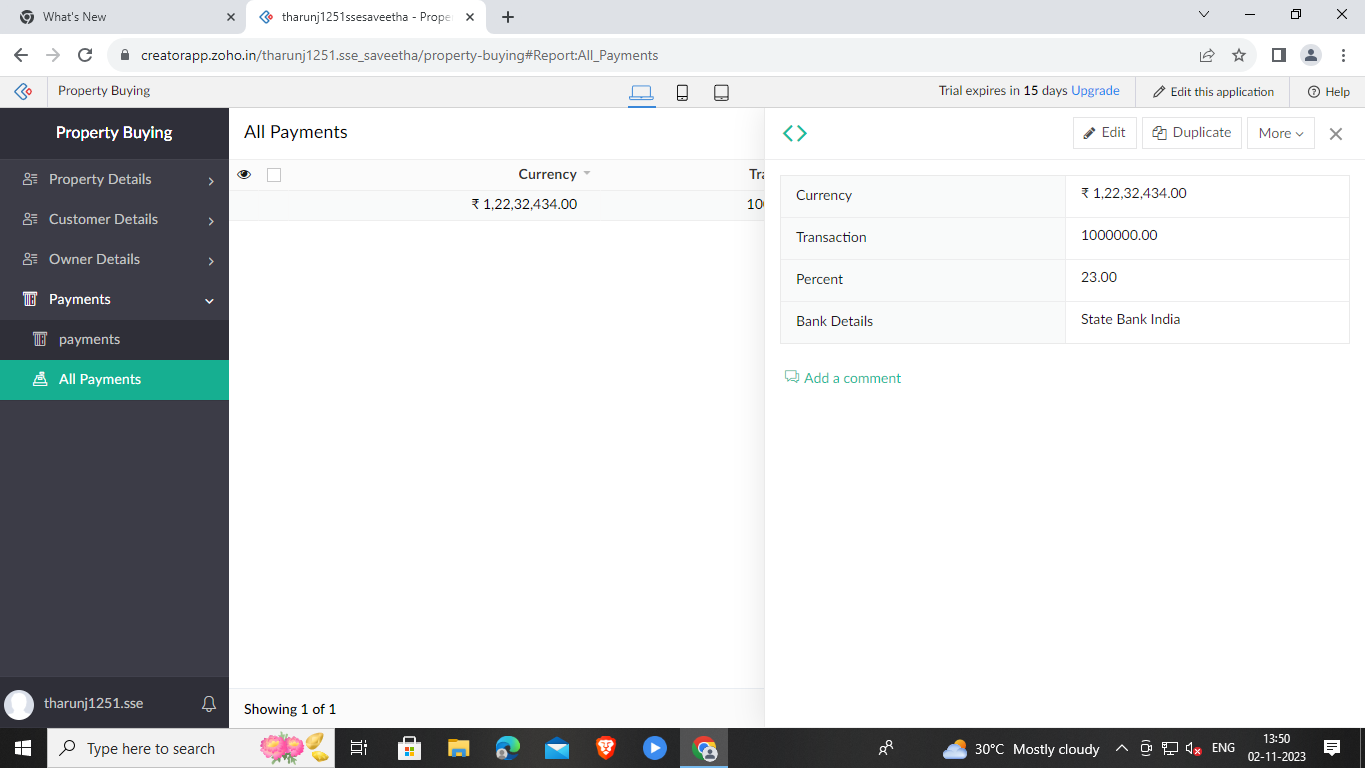 What's New
tharunj1251ssesaveetha - Prope
creatorapp.zoho.in/tharunj1251.sse_saveetha/property-buying#Report:All_Payments
Property Buying
Trial expires in 15 days Upgrade
Edit this application
Help
Property Buying
Property Details
Customer Details
Owner Details
Payments
payments
All Payments
tharunj1251.sse
All Payments
Currency
₹ 1,22,32,434.00
Showing 1 of 1
Edit
Duplicate
More
Currency ₹ 1,22,32,434.00
Transaction 1000000.00
Percent 23.00
Bank Details State Bank India
Add a comment
Type here to search
30°C Mostly cloudy
ENG
13:50
02-11-2023